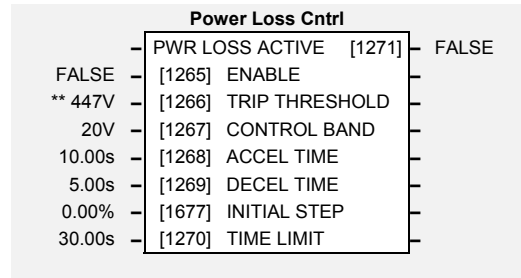 Power Loss Cntrl
PWR LOSS ACTIVE [1271] FALSE
FALSE [1265] ENABLE
** 447V [1266] TRIP THRESHOLD
20V [1267] CONTROL BAND
10.00s [1268] ACCEL TIME
5.00s [1269] DECEL TIME
0.00% [1677] INITIAL STEP
30.00s [1270] TIME LIMIT